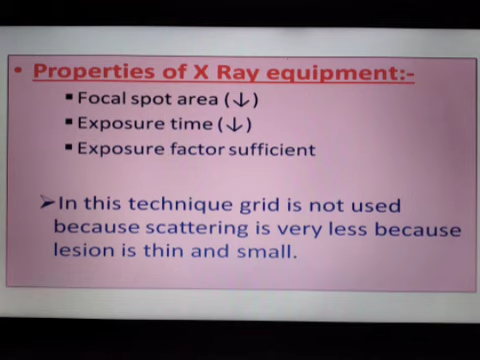 • Properties of X Ray equipment:-
▪ Focal spot area (↓)
▪ Exposure time (↓)
▪ Exposure factor sufficient
➢In this technique grid is not used
because scattering is very less because
lesion is thin and small.